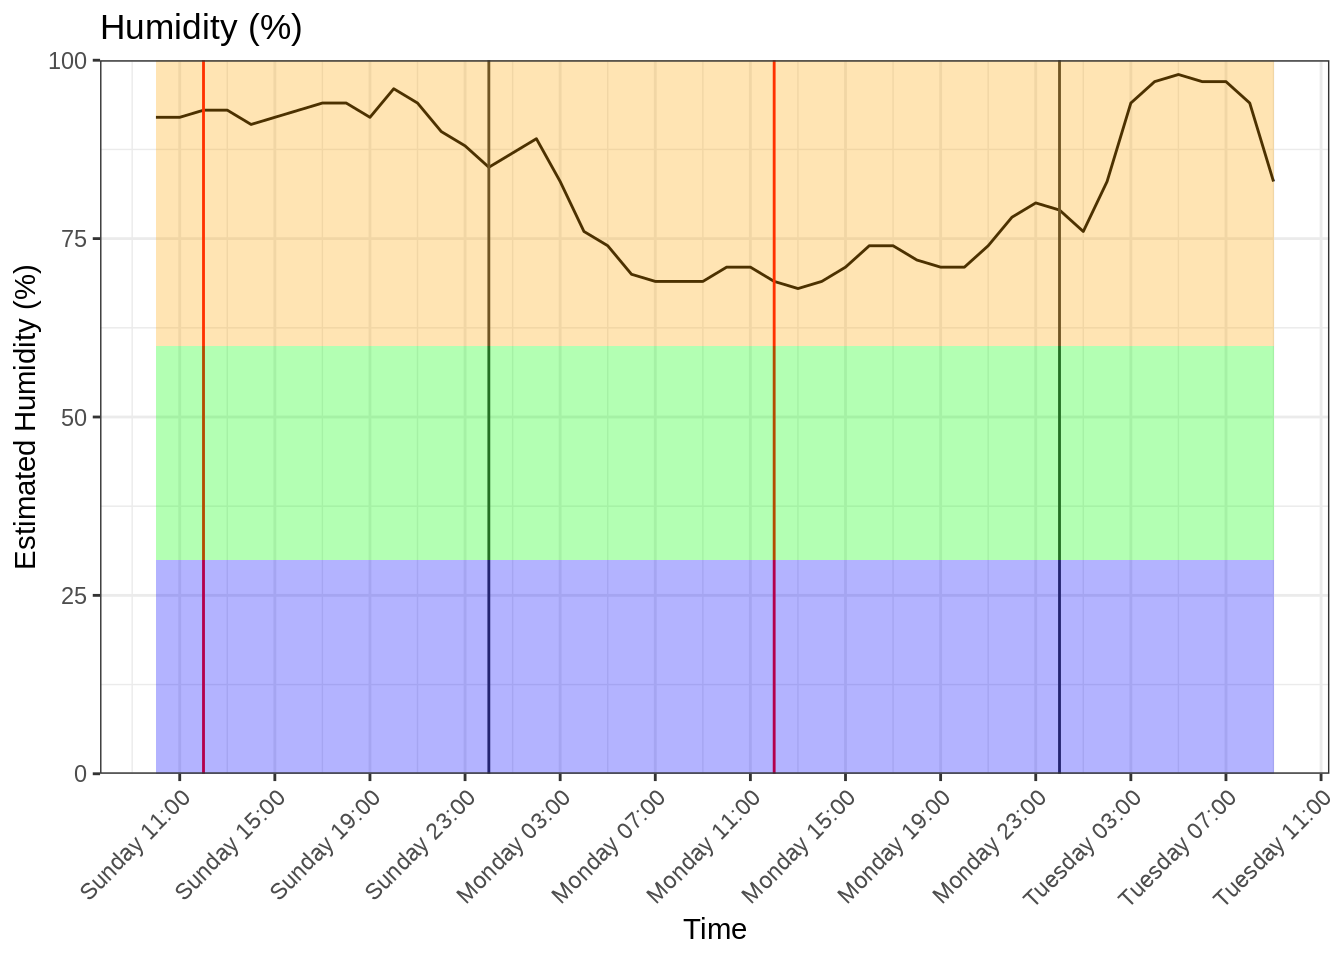 Humidity (%)
100
75
50
25
0
Estimated Humidity (%)
Sunday 11:00
Sunday 15:00
Sunday 19:00
Sunday 23:00
Monday 03:00
Monday 07:00
Monday 11:00
Monday 15:00
Monday 19:00
Monday 23:00
Tuesday 03:00
Tuesday 07:00
Tuesday 11:00
Time